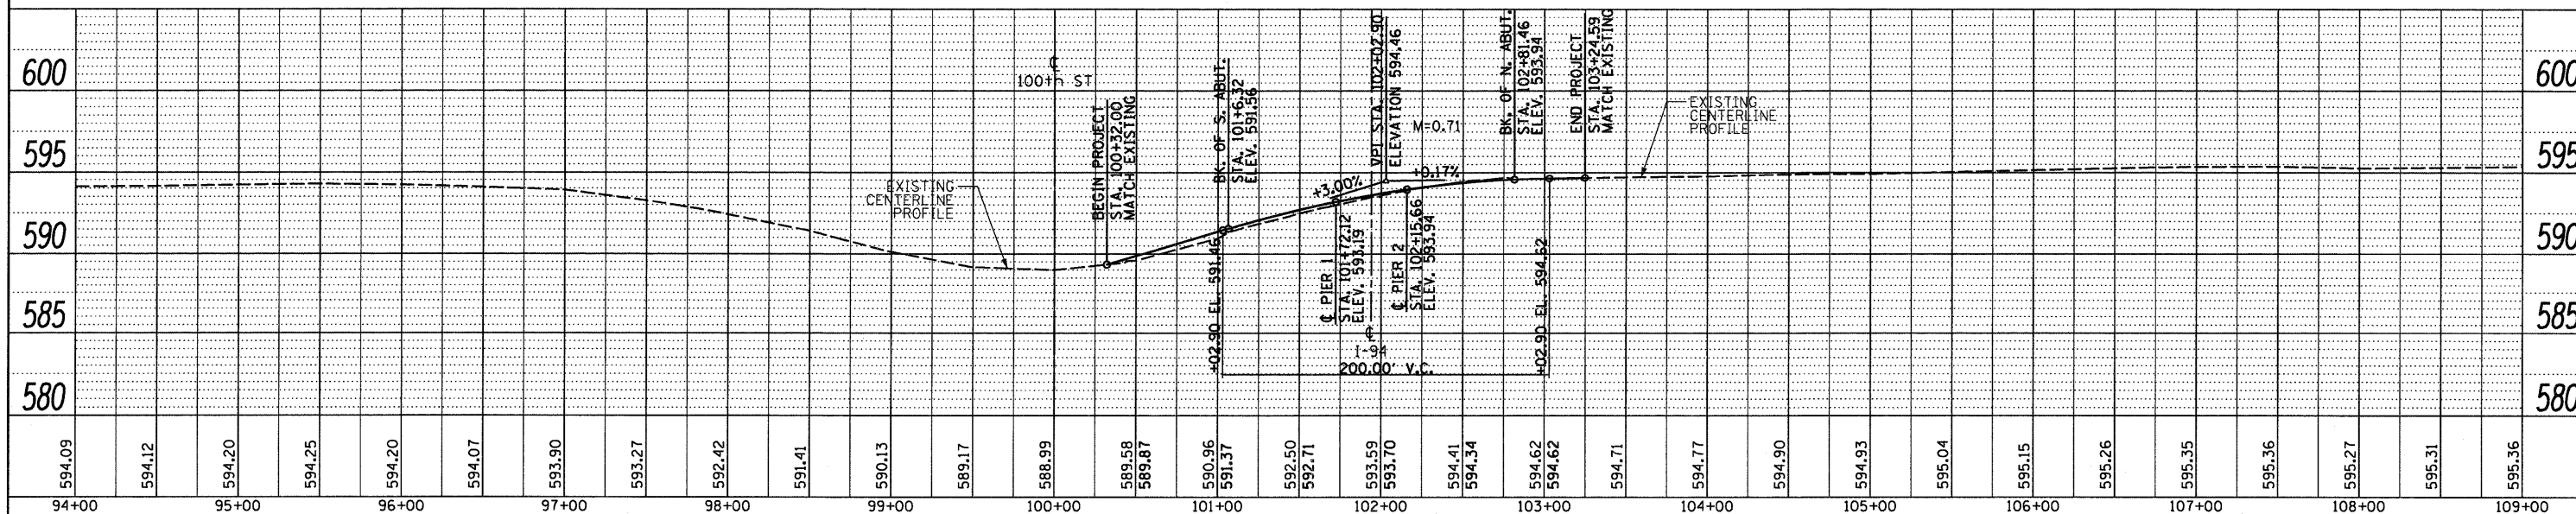 600
595
590
585
580
600
595
590
585
580
EXISTING
CENTERLINE
PROFILE
℄
100th ST
BEGIN PROJECT
STA. 100+32.00
MATCH EXISTING
BK. OF S. ABUT.
STA. 101+6.32
ELEV. 591.56
+02.90 EL. 591.46
+3.00%
℄ PIER 1
STA. 101+72.12
ELEV. 593.19
VPI STA. 102+02.90
ELEVATION 594.46
M=0.71
+0.17%
℄
I-94
200.00' V.C.
℄ PIER 2
STA. 102+15.66
ELEV. 593.94
BK. OF N. ABUT.
STA. 102+81.46
ELEV. 593.94
+02.90 EL. 594.62
END PROJECT
STA. 103+24.59
MATCH EXISTING
EXISTING
CENTERLINE
PROFILE
594.09
594.12
594.20
594.25
594.20
594.07
593.90
593.27
592.42
591.41
590.13
589.17
588.99
589.58
589.87
590.96
591.37
592.50
592.71
593.59
593.70
594.41
594.34
594.62
594.62
594.71
594.77
594.90
594.93
595.04
595.15
595.26
595.35
595.36
595.27
595.31
595.36
94+00
95+00
96+00
97+00
98+00
99+00
100+00
101+00
102+00
103+00
104+00
105+00
106+00
107+00
108+00
109+00